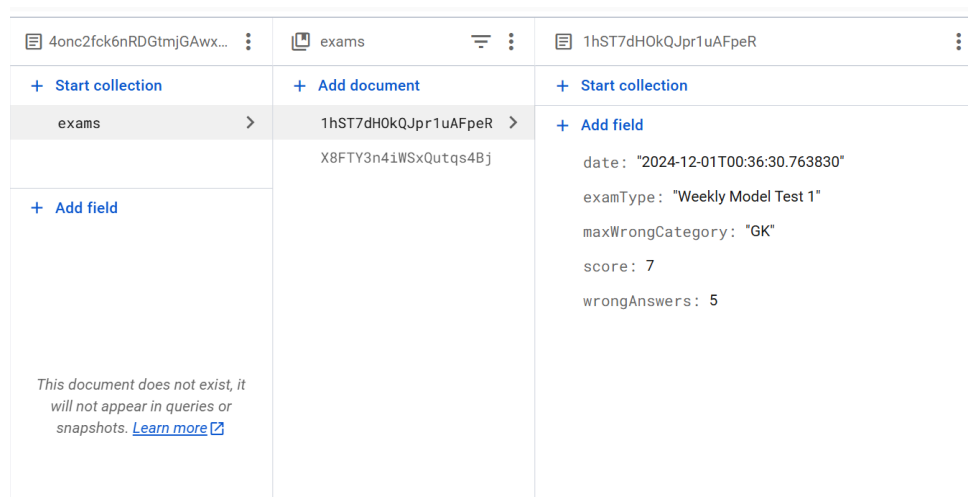 4onc2fck6nRDGtmjGAwx...
+ Start collection
exams
+ Add field
This document does not exist, it
will not appear in queries or
snapshots. Learn more
exams
+ Add document
1hST7dHOkQJpr1uAFpeR
X8FTY3n4iWSxQutqs4Bj
1hST7dHOkQJpr1uAFpeR
+ Start collection
+ Add field
date: "2024-12-01T00:36:30.763830"
examType: "Weekly Model Test 1"
maxWrongCategory: "GK"
score: 7
wrongAnswers: 5